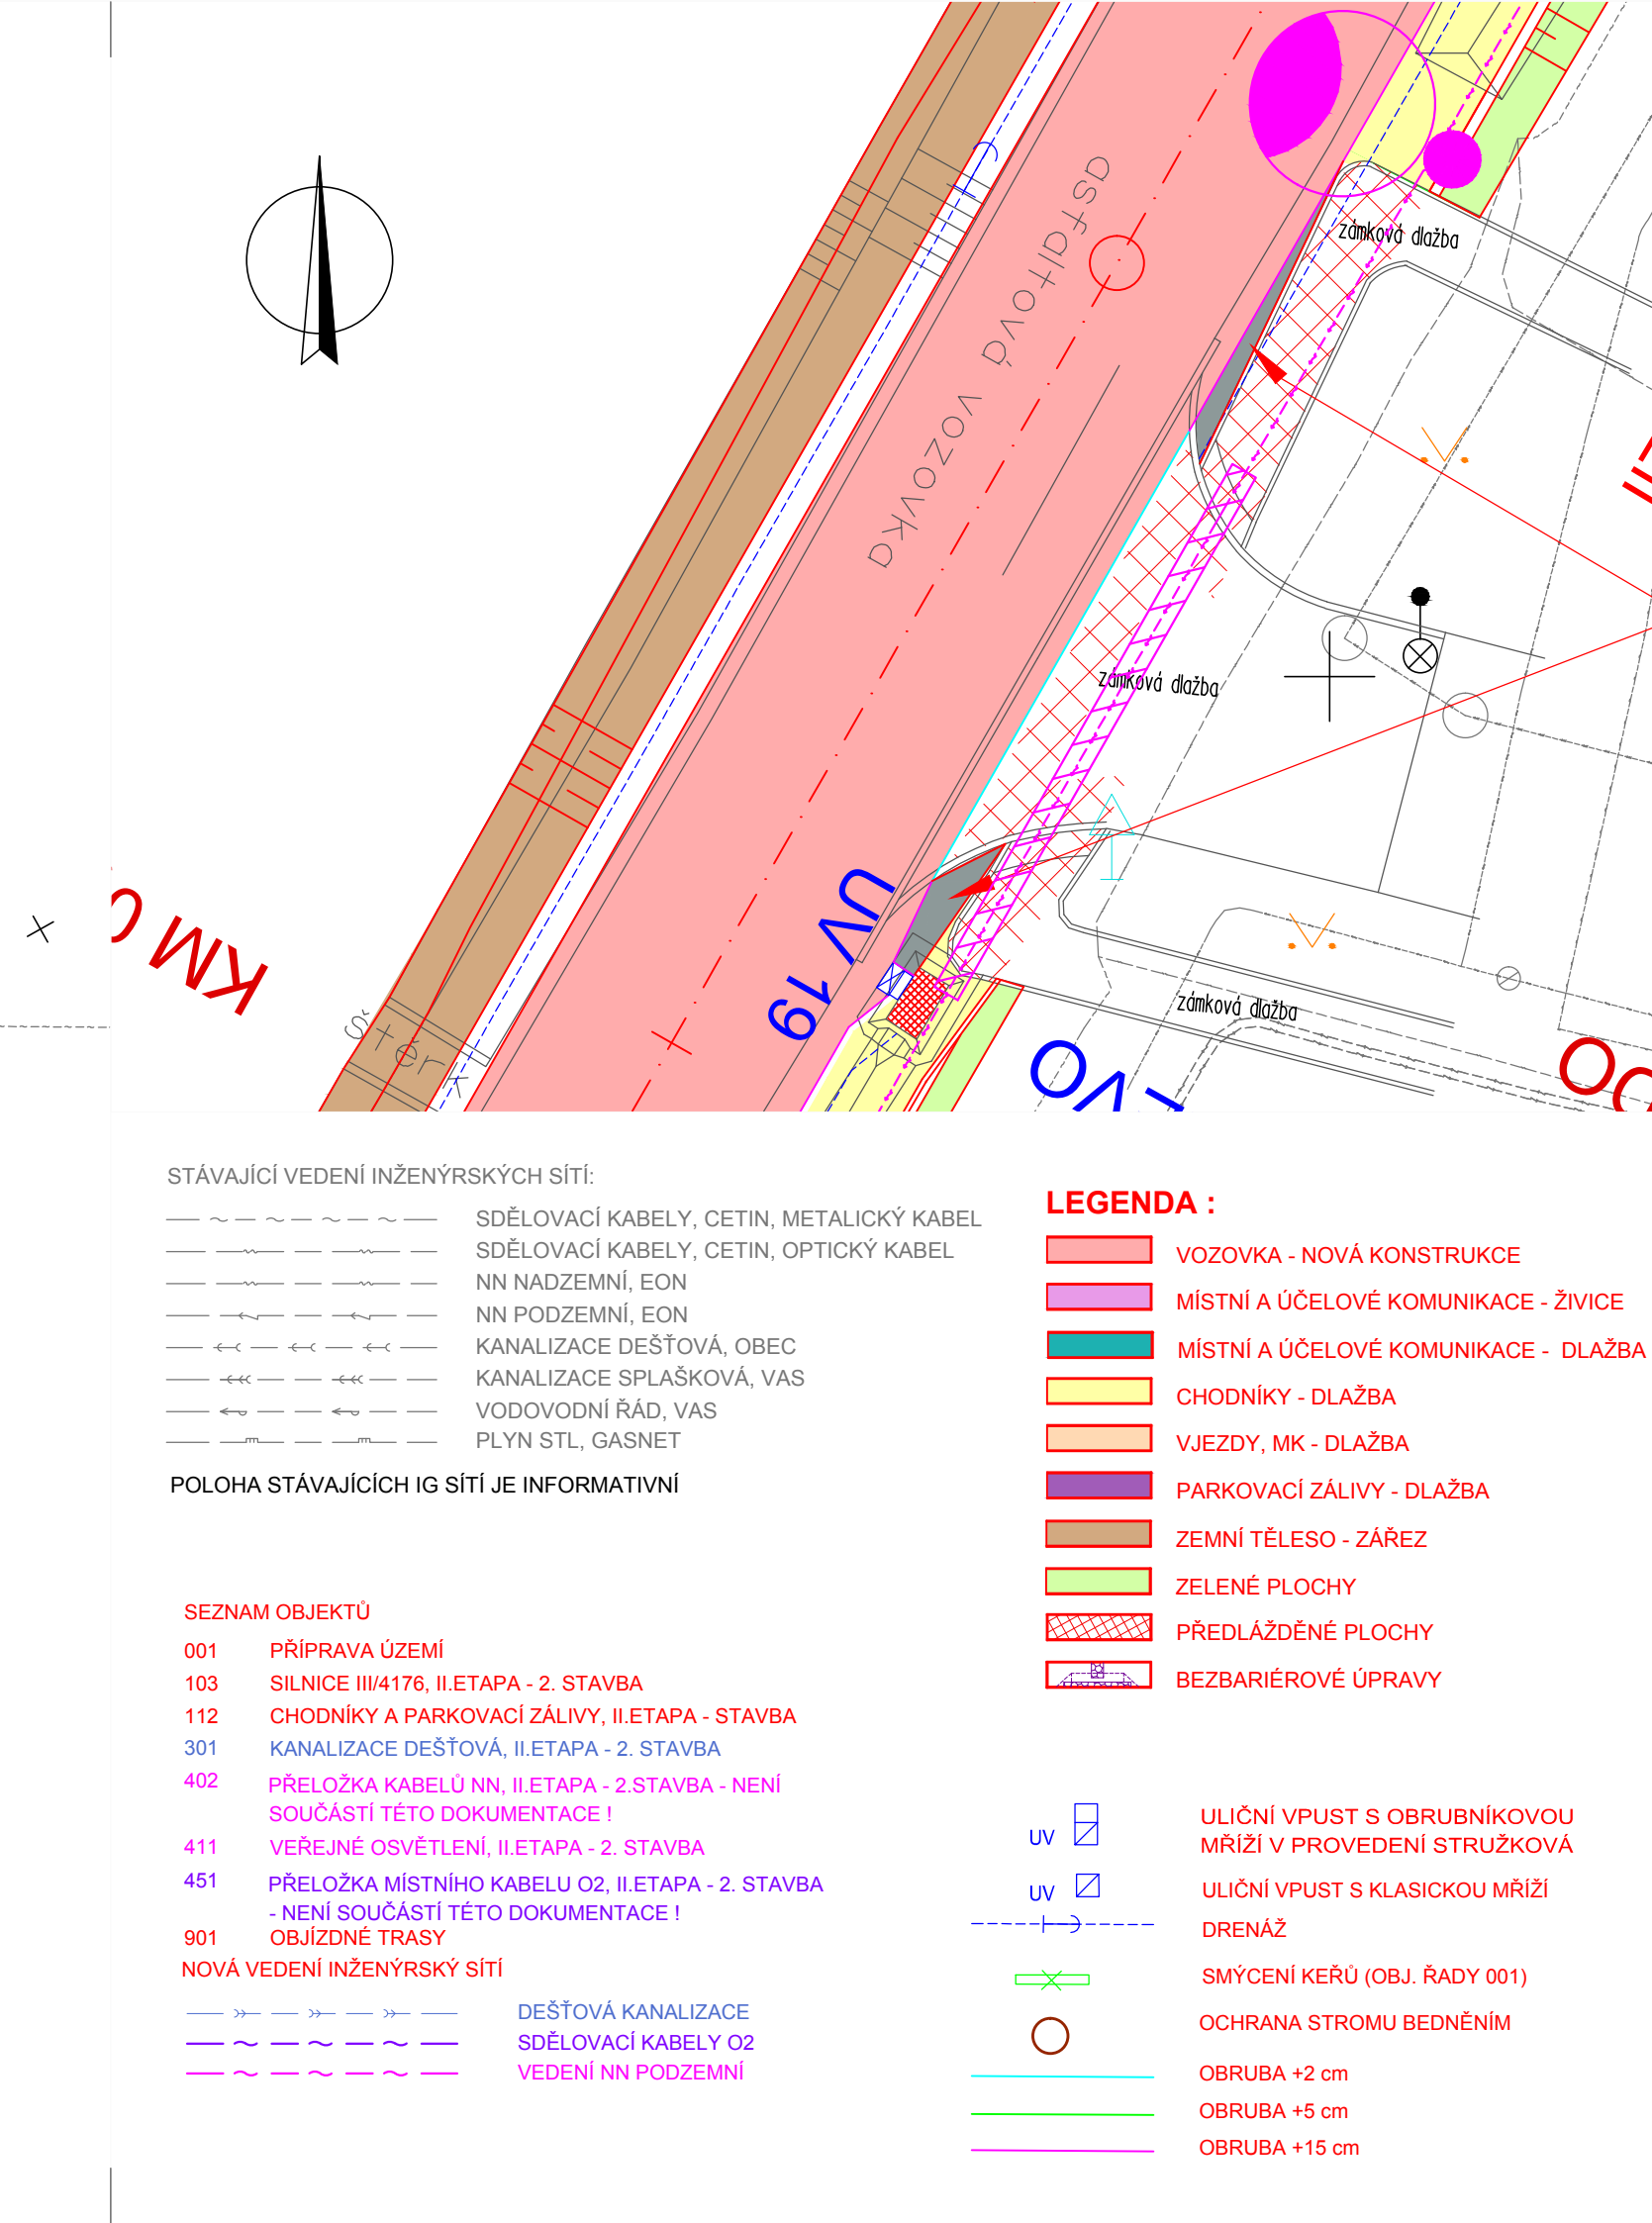 asfaltová vozovka
zámková dlažba
zámková dlažba
zámková dlažba
UV 19
KM 0
Štěrk
STÁVAJÍCÍ VEDENÍ INŽENÝRSKÝCH SÍTÍ:
SDĚLOVACÍ KABELY, CETIN, METALICKÝ KABEL
SDĚLOVACÍ KABELY, CETIN, OPTICKÝ KABEL
NN NADZEMNÍ, EON
NN PODZEMNÍ, EON
KANALIZACE DEŠŤOVÁ, OBEC
KANALIZACE SPLAŠKOVÁ, VAS
VODOVODNÍ ŘÁD, VAS
PLYN STL, GASNET
POLOHA STÁVAJÍCÍCH IG SÍTÍ JE INFORMATIVNÍ
SEZNAM OBJEKTŮ
001 PŘÍPRAVA ÚZEMÍ
103 SILNICE III/4176, II.ETAPA - 2. STAVBA
112 CHODNÍKY A PARKOVACÍ ZÁLIVY, II.ETAPA - STAVBA
301 KANALIZACE DEŠŤOVÁ, II.ETAPA - 2. STAVBA
402 PŘELOŽKA KABELŮ NN, II.ETAPA - 2.STAVBA - NENÍ
SOUČÁSTÍ TÉTO DOKUMENTACE !
411 VEŘEJNÉ OSVĚTLENÍ, II.ETAPA - 2. STAVBA
451 PŘELOŽKA MÍSTNÍHO KABELU O2, II.ETAPA - 2. STAVBA
- NENÍ SOUČÁSTÍ TÉTO DOKUMENTACE !
901 OBJÍZDNÉ TRASY
NOVÁ VEDENÍ INŽENÝRSKÝ SÍTÍ
DEŠŤOVÁ KANALIZACE
SDĚLOVACÍ KABELY O2
VEDENÍ NN PODZEMNÍ
LEGENDA :
VOZOVKA - NOVÁ KONSTRUKCE
MÍSTNÍ A ÚČELOVÉ KOMUNIKACE - ŽIVICE
MÍSTNÍ A ÚČELOVÉ KOMUNIKACE - DLAŽBA
CHODNÍKY - DLAŽBA
VJEZDY, MK - DLAŽBA
PARKOVACÍ ZÁLIVY - DLAŽBA
ZEMNÍ TĚLESO - ZÁŘEZ
ZELENÉ PLOCHY
PŘEDLÁŽDĚNÉ PLOCHY
BEZBARIÉROVÉ ÚPRAVY
UV ULIČNÍ VPUST S OBRUBNÍKOVOU
MŘÍŽÍ V PROVEDENÍ STRUŽKOVÁ
UV ULIČNÍ VPUST S KLASICKOU MŘÍŽÍ
DRENÁŽ
SMÝCENÍ KEŘŮ (OBJ. ŘADY 001)
OCHRANA STROMU BEDNĚNÍM
OBRUBA +2 cm
OBRUBA +5 cm
OBRUBA +15 cm